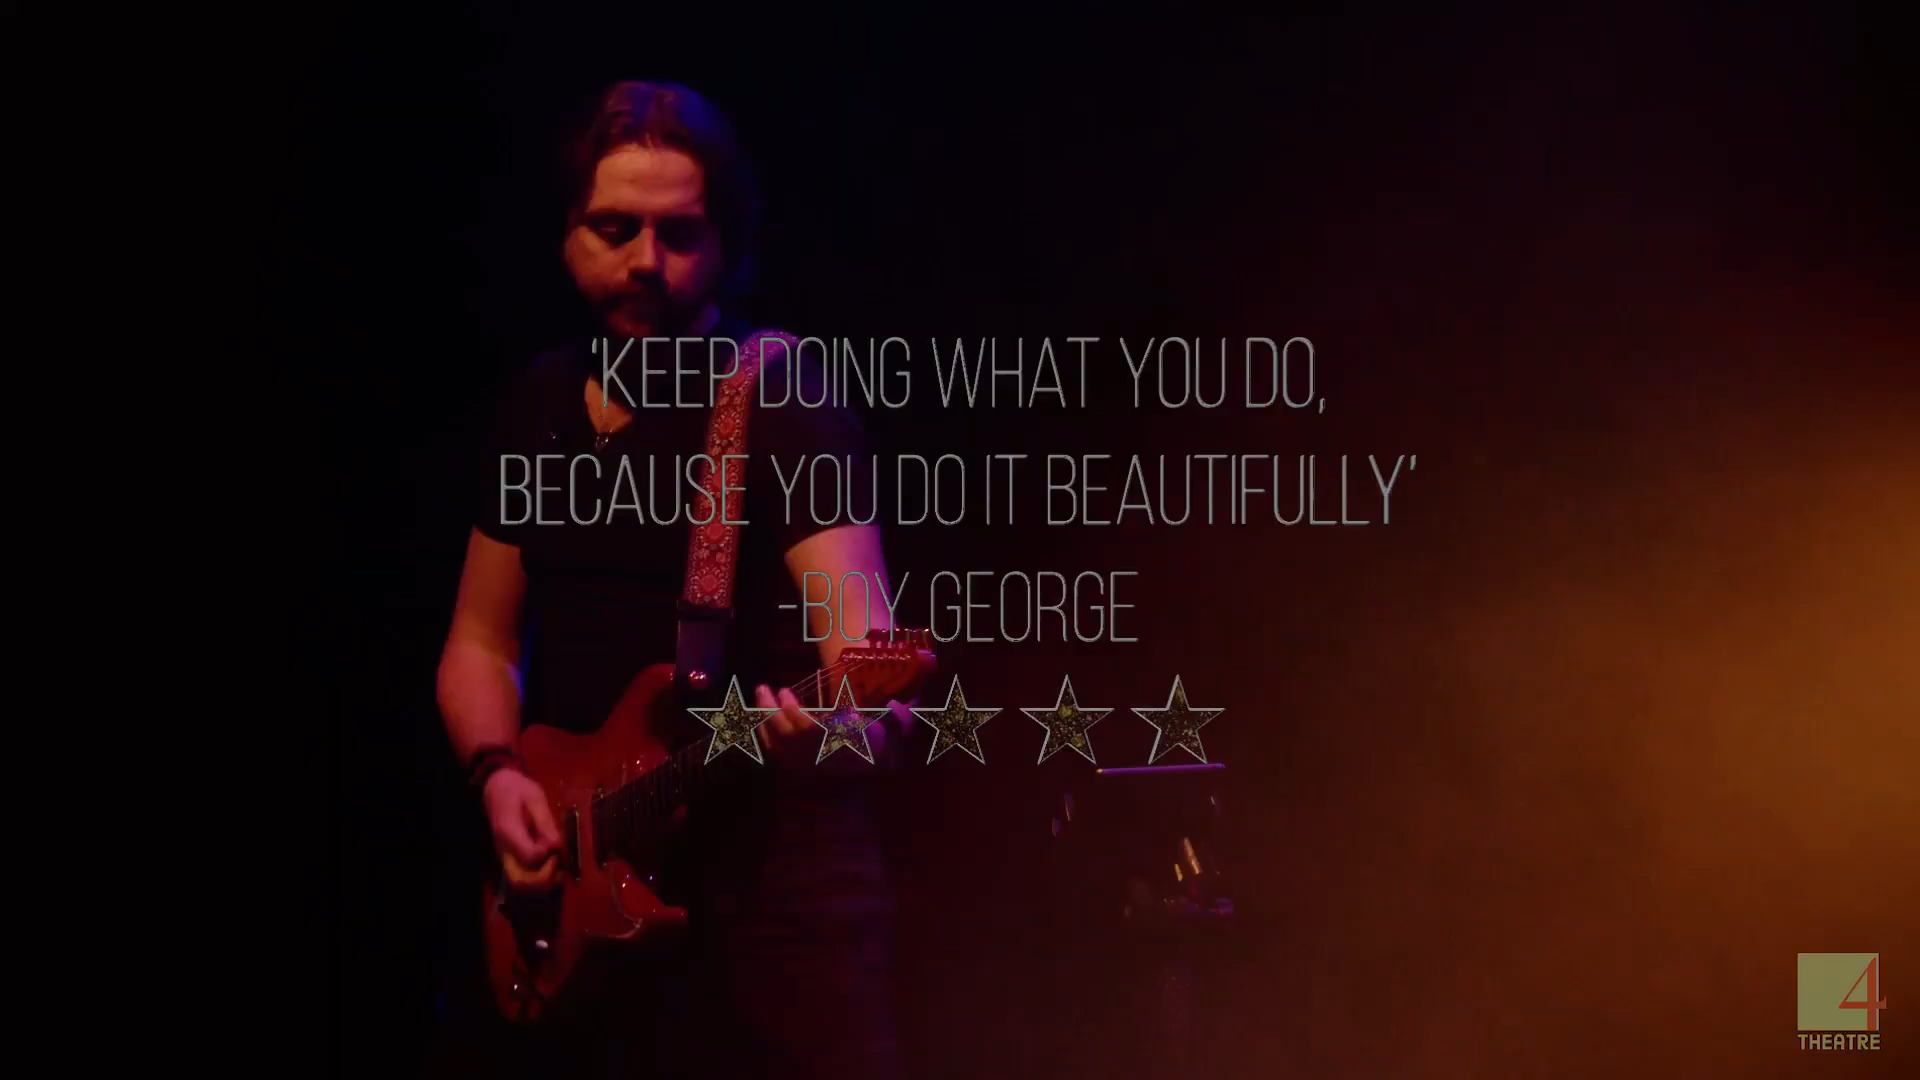 ‘KEEP DOING WHAT YOU DO,
BECAUSE YOU DO IT BEAUTIFULLY’
-BOY GEORGE
4
THEATRE